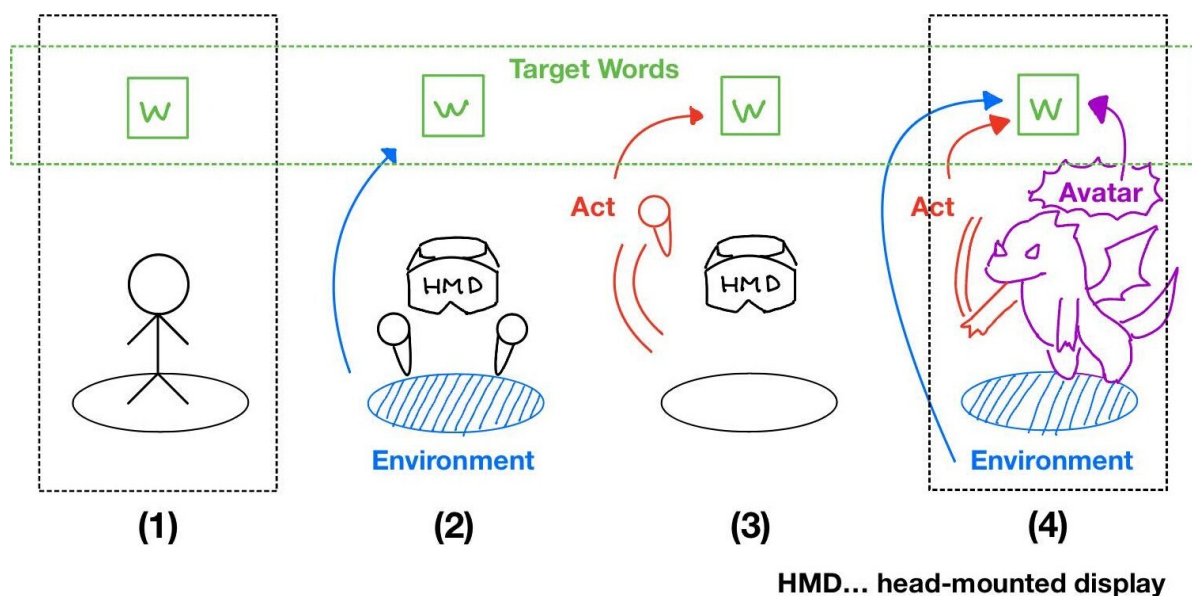 Target Words
W
W
W
W
Act
Act
Avatar
HMD
HMD
Environment
Environment
(1)
(2)
(3)
(4)
HMD... head-mounted display